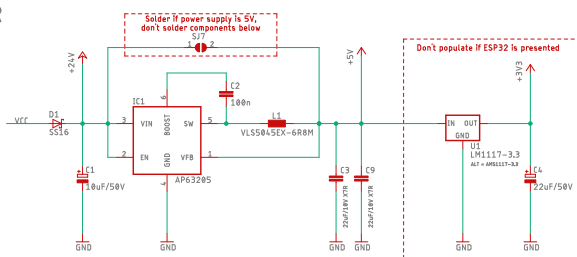 Solder if power supply is 5V,
don't solder components below
SJ7
1 2
Don't populate if ESP32 is presented
+24V
+5V
+3V3
C2
100n
VCC
D1
SS16
IC1
3 VIN
BOOST
6
SW 5
L1
VLS5045EX-6R8M
2 EN
GND
4
VFB 1
AP63205
IN OUT
GND
U1
LM1117-3.3
ALT = AMS1117-3.3
C1
10uF/50V
C3
22uF/10V X7R
C9
22uF/10V X7R
C4
22uF/50V
GND
GND
GND
GND
GND
GND